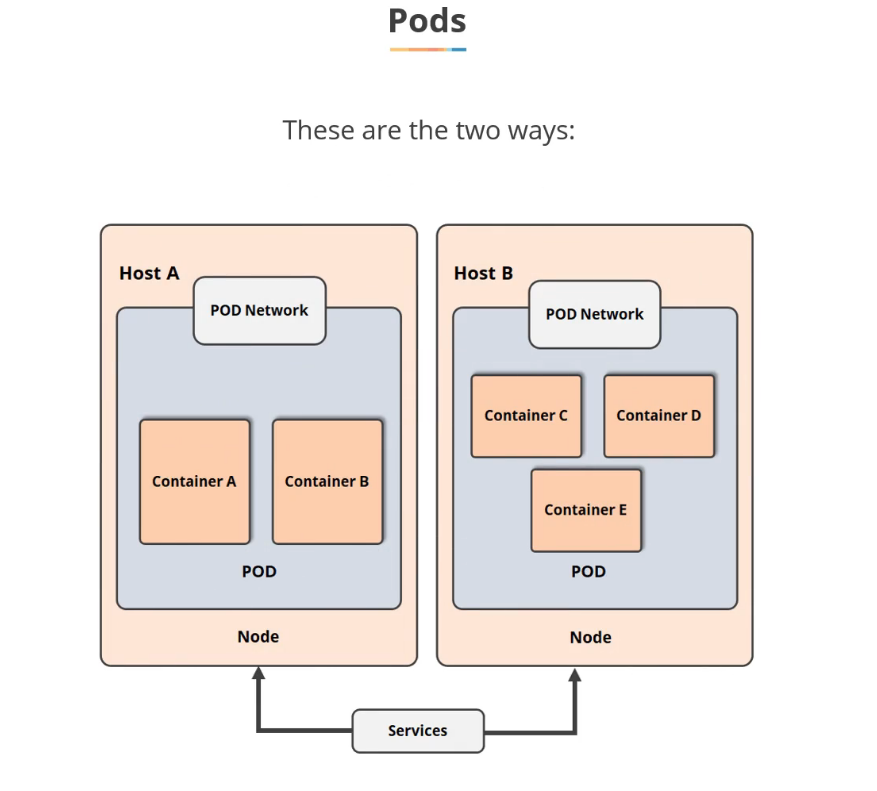 Pods
These are the two ways:
Host A
POD Network
Container A
Container B
POD
Node
Host B
POD Network
Container C
Container D
Container E
POD
Node
Services